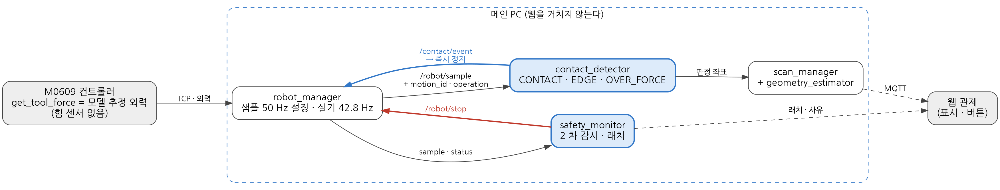 메인 PC (웹을 거치지 않는다)
M0609 컨트롤러
get_tool_force = 모델 추정 외력
(힘 센서 없음)
TCP · 외력
robot_manager
샘플 50 Hz 설정 · 실기 42.8 Hz
/contact/event
→ 즉시 정지
/robot/sample
+ motion_id · operation
/robot/stop
sample · status
contact_detector
CONTACT · EDGE · OVER_FORCE
safety_monitor
2 차 감시 · 래치
판정 좌표
scan_manager
+ geometry_estimator
MQTT
래치 · 사유
웹 관제
(표시 · 버튼)